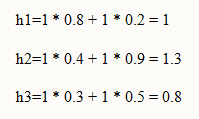 h1=1 * 0.8 + 1 * 0.2 = 1
h2=1 * 0.4 + 1 * 0.9 = 1.3
h3=1 * 0.3 + 1 * 0.5 = 0.8